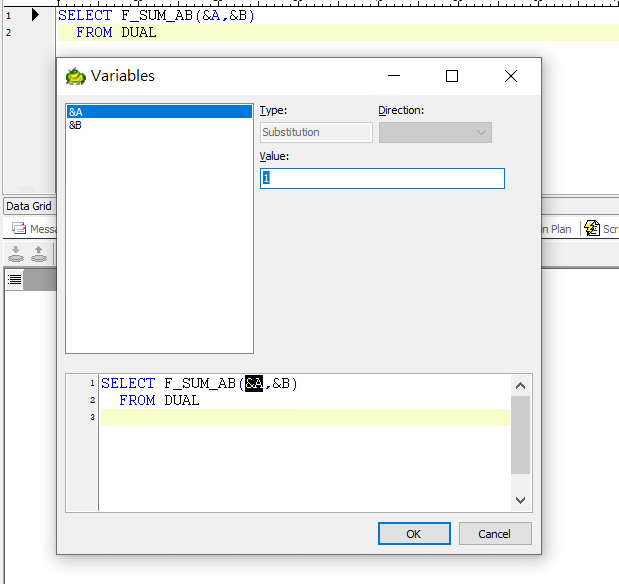 1 SELECT F_SUM_AB(&A,&B)
2 FROM DUAL
Variables
&A
&B
Type:
Direction:
Substitution
Value:
1
Data Grid
Messa
n Plan
Scri
1 SELECT F_SUM_AB(&A,&B)
2 FROM DUAL
3
OK
Cancel